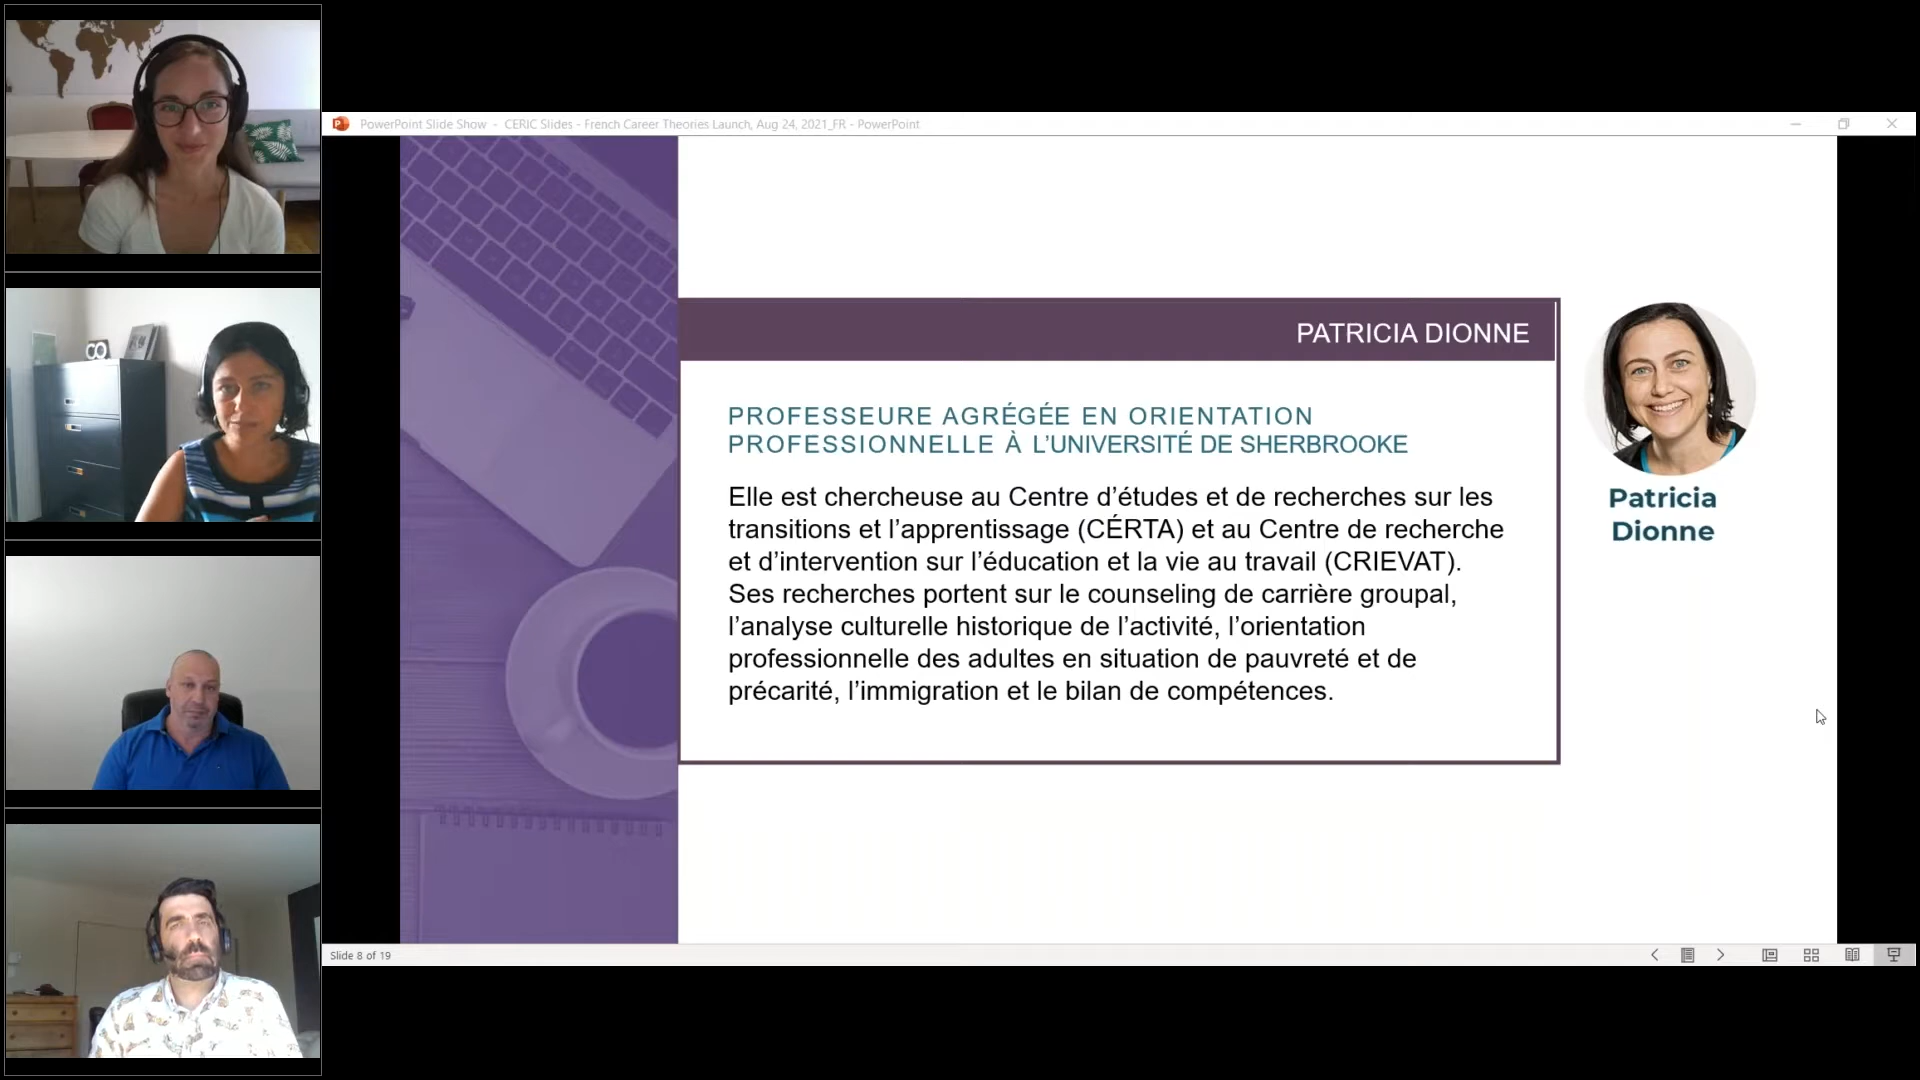 PowerPoint Slide Show - CERIC Slides - French Career Theories Launch, Aug 24, 2021_FR - PowerPoint
PATRICIA DIONNE
PROFESSEURE AGRÉGÉE EN ORIENTATION
PROFESSIONNELLE À L’UNIVERSITÉ DE SHERBROOKE
Elle est chercheuse au Centre d’études et de recherches sur les
transitions et l’apprentissage (CÉRTA) et au Centre de recherche
et d’intervention sur l’éducation et la vie au travail (CRIEVAT).
Ses recherches portent sur le counseling de carrière groupal,
l’analyse culturelle historique de l’activité, l’orientation
professionnelle des adultes en situation de pauvreté et de
précarité, l’immigration et le bilan de compétences.
Patricia
Dionne
Slide 8 of 19